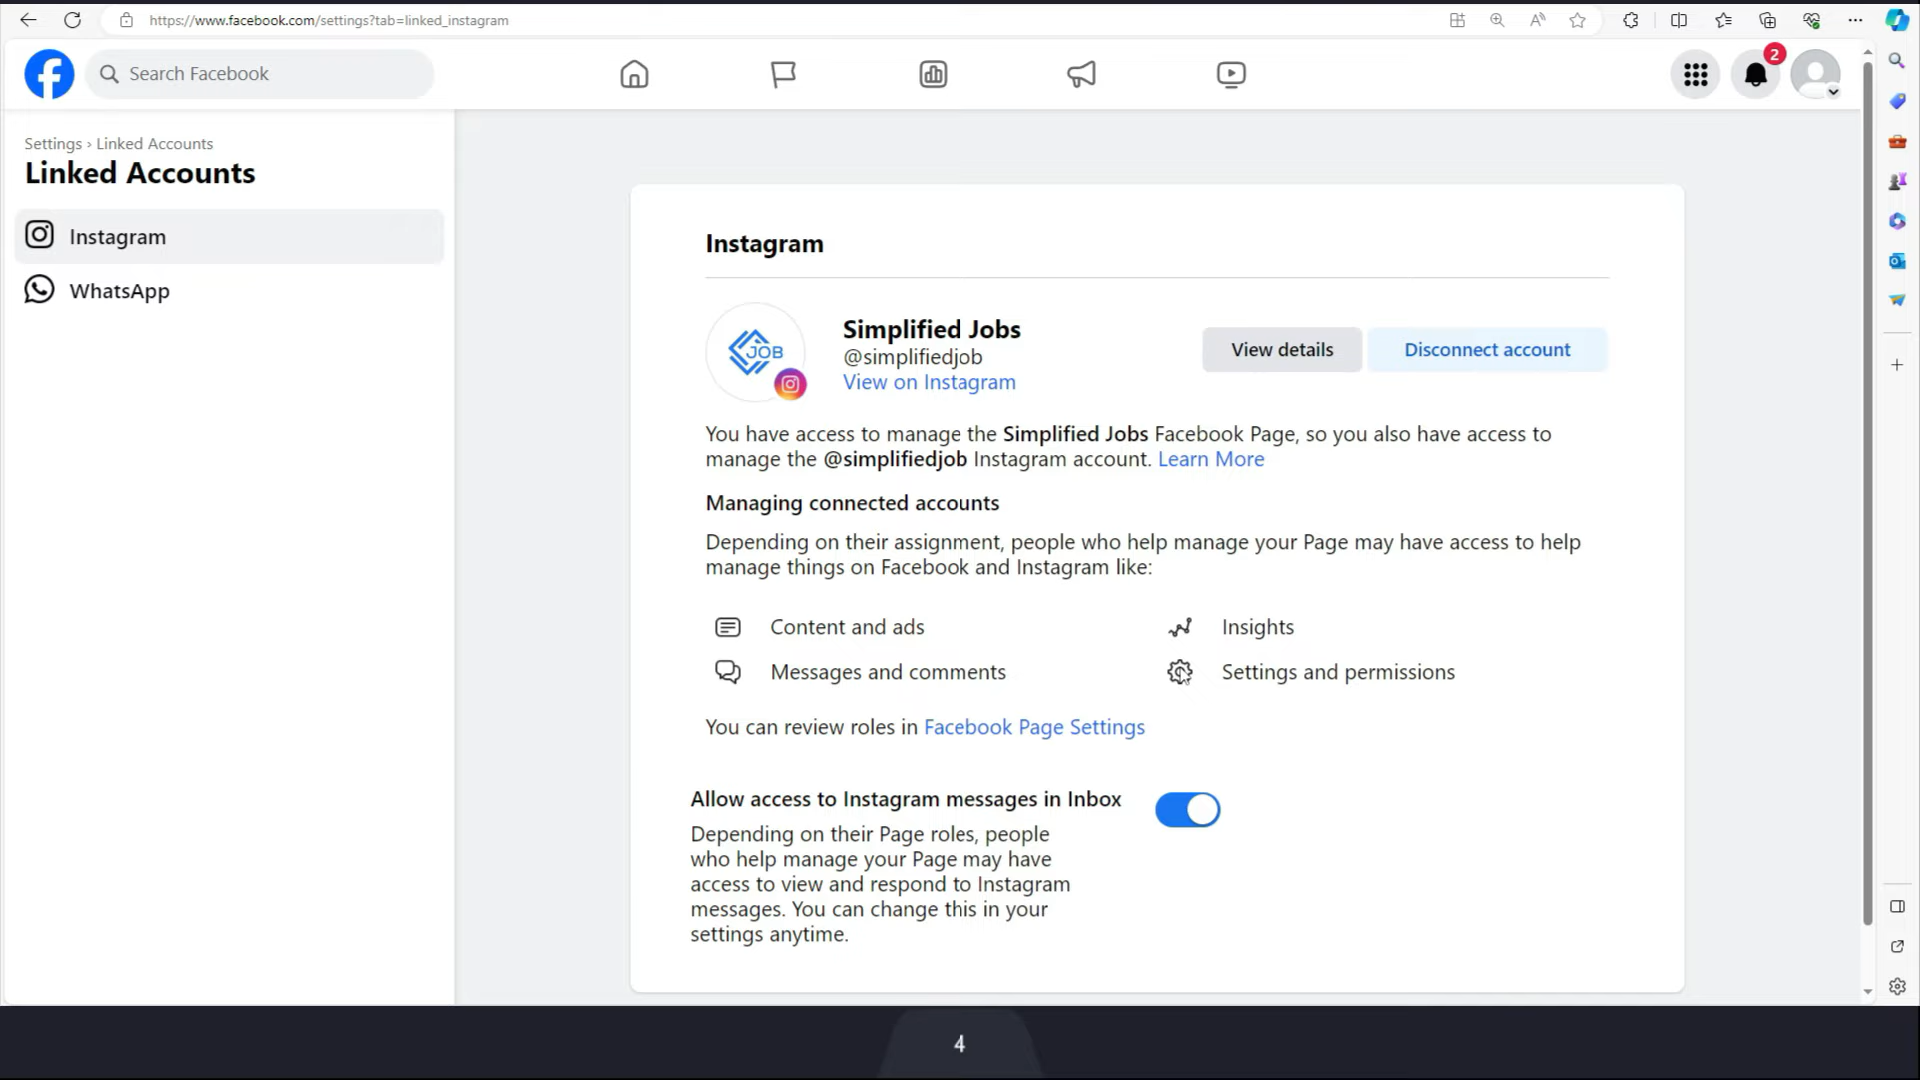 https://www.facebook.com/settings?tab=linked_instagram
Search Facebook
2
Settings › Linked Accounts
Linked Accounts
Instagram
WhatsApp
Instagram
JOB
Simplified Jobs
@simplifiedjob
View on Instagram
View details
Disconnect account
You have access to manage the Simplified Jobs Facebook Page, so you also have access to
manage the @simplifiedjob Instagram account. Learn More
Managing connected accounts
Depending on their assignment, people who help manage your Page may have access to help
manage things on Facebook and Instagram like:
Content and ads
Insights
Messages and comments
Settings and permissions
You can review roles in Facebook Page Settings
Allow access to Instagram messages in Inbox
Depending on their Page roles, people
who help manage your Page may have
access to view and respond to Instagram
messages. You can change this in your
settings anytime.
4